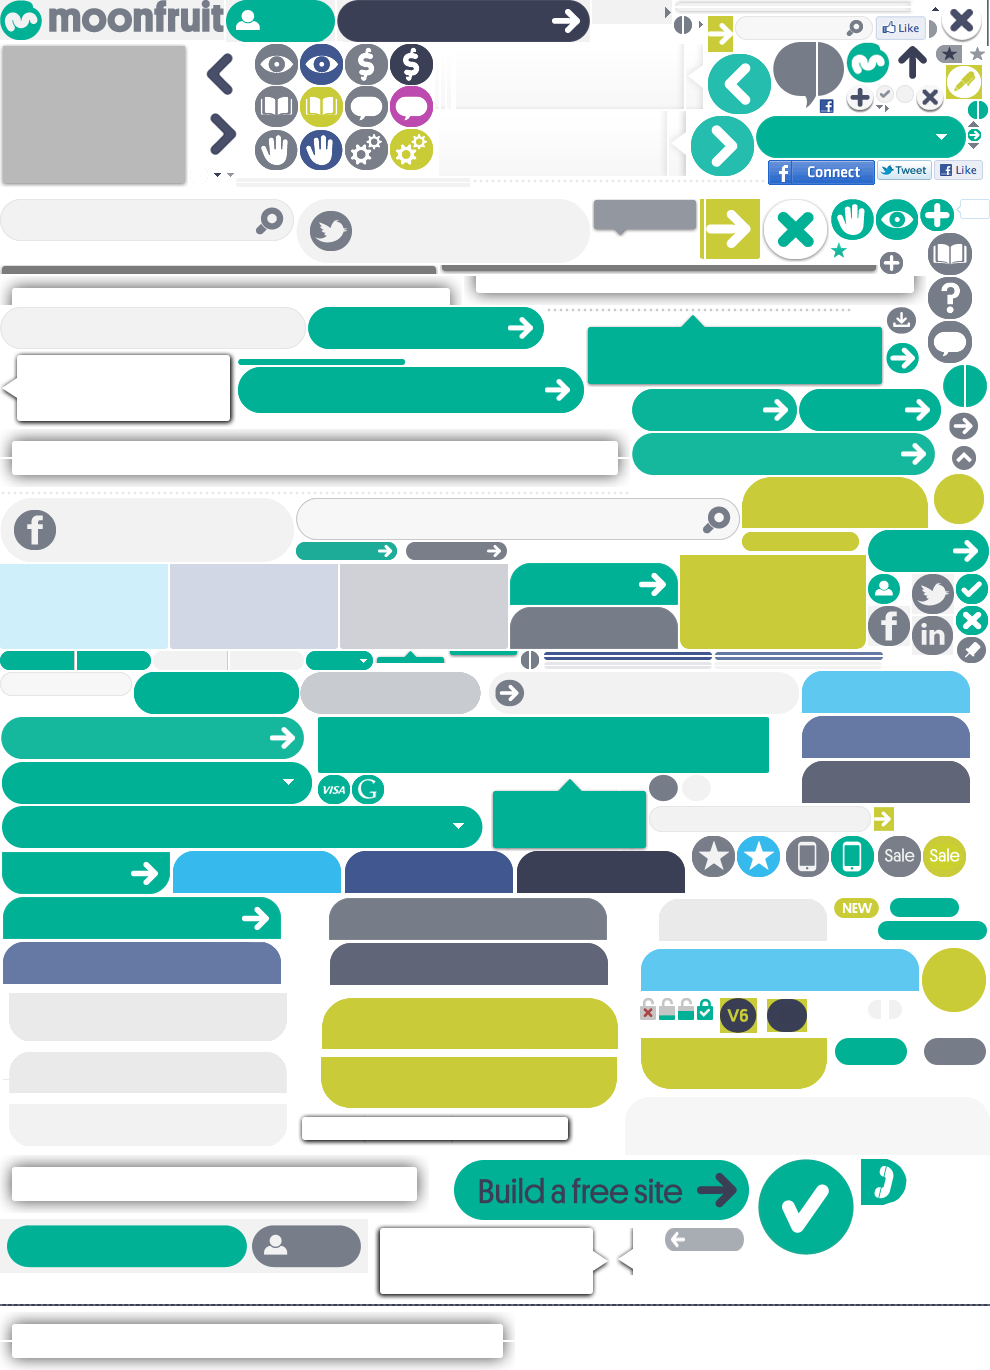 moonfruit
Like
Connect
Tweet
Like
VISA
G
Sale
Sale
NEW
V6
Build a free site